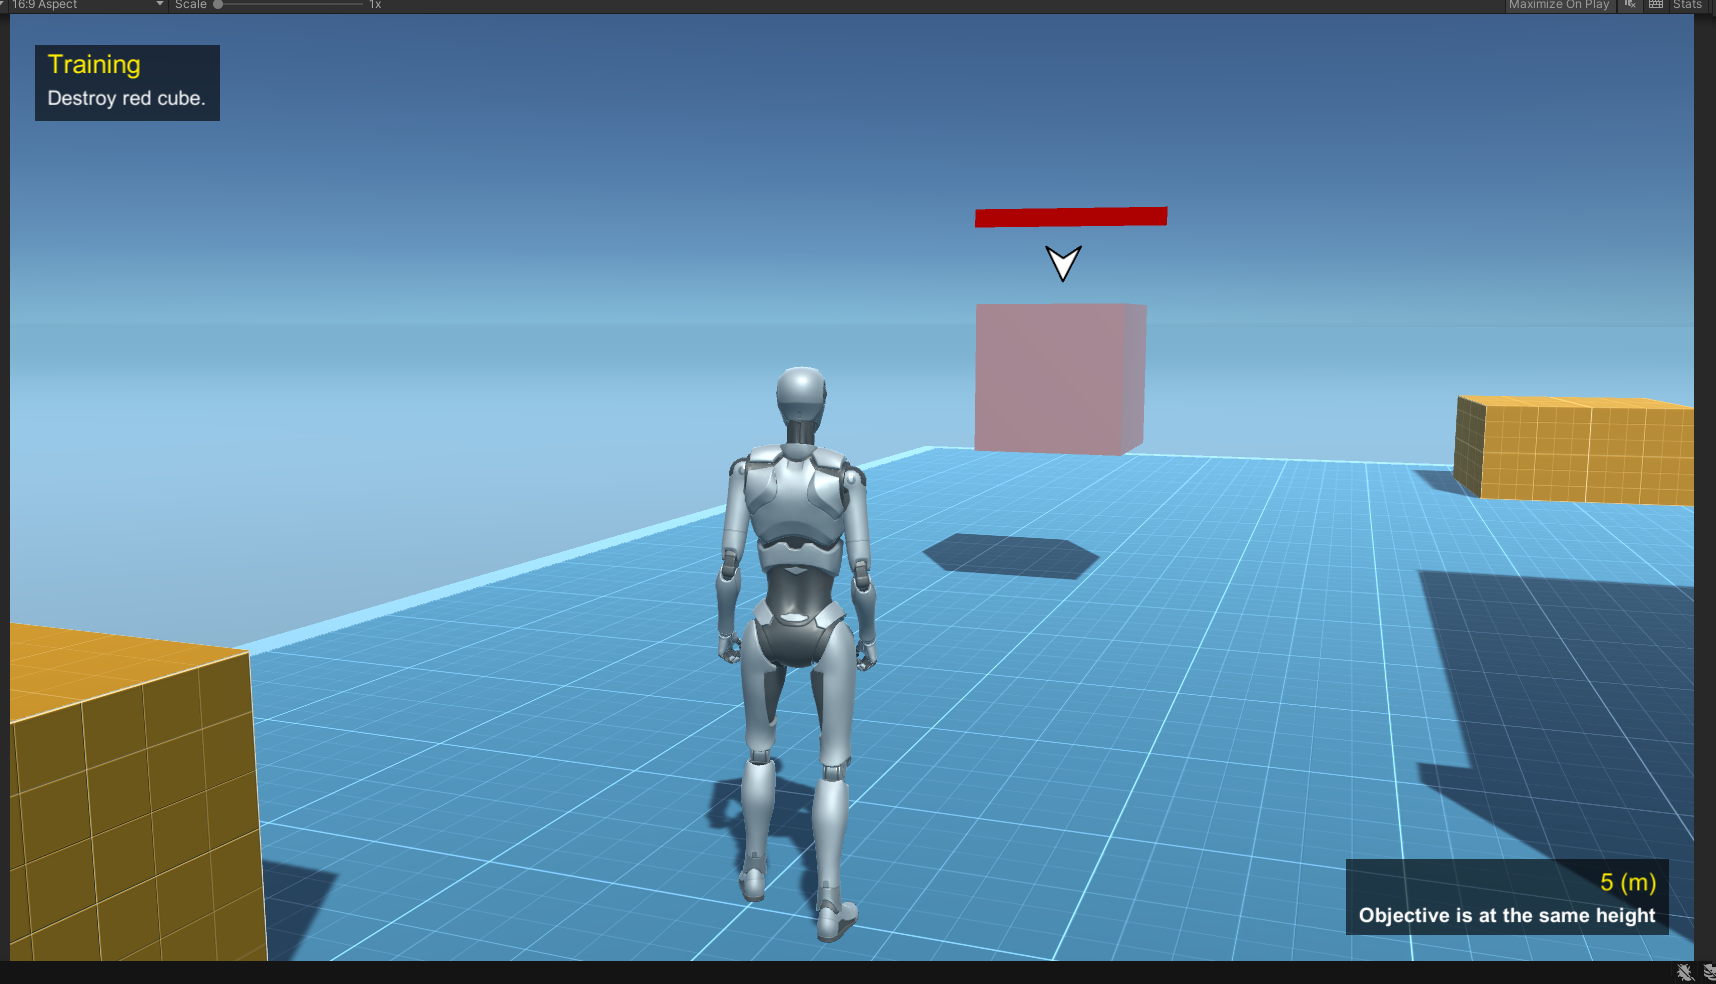 16:9 Aspect Scale 1x Maximize On Play Stats
Training
Destroy red cube.
5 (m)
Objective is at the same height